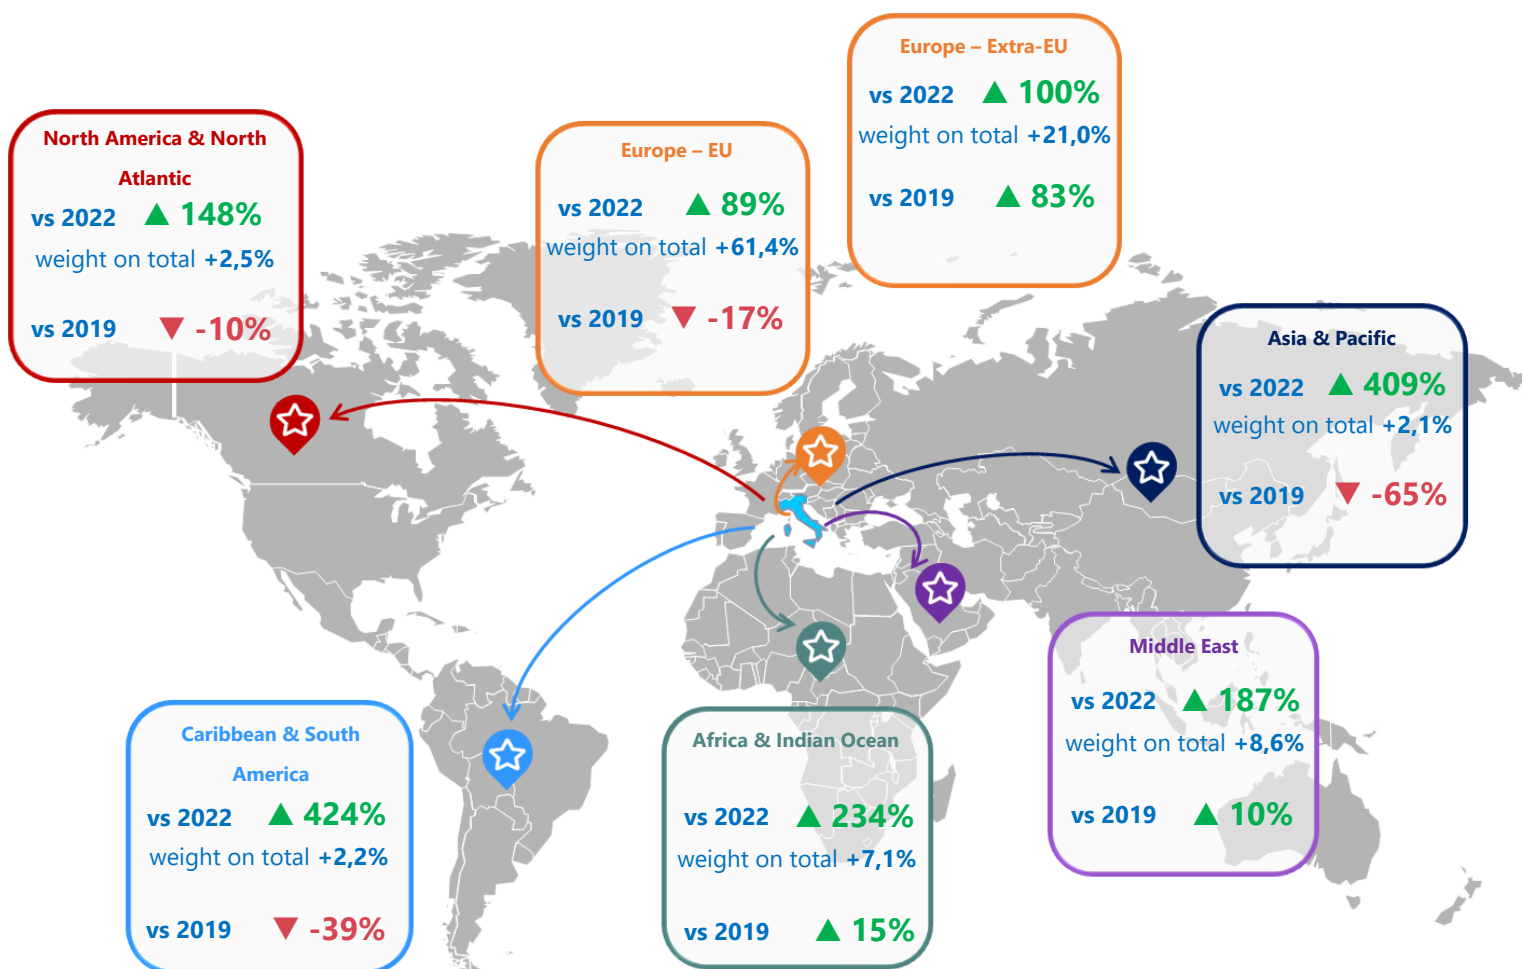 Europe – Extra-EU
vs 2022 ▲ 100%
weight on total +21,0%
vs 2019 ▲ 83%
North America & North
Atlantic
vs 2022 ▲ 148%
weight on total +2,5%
vs 2019 ▼ -10%
Europe – EU
vs 2022 ▲ 89%
weight on total +61,4%
vs 2019 ▼ -17%
Asia & Pacific
vs 2022 ▲ 409%
weight on total +2,1%
vs 2019 ▼ -65%
Middle East
vs 2022 ▲ 187%
weight on total +8,6%
vs 2019 ▲ 10%
Caribbean & South
America
vs 2022 ▲ 424%
weight on total +2,2%
vs 2019 ▼ -39%
Africa & Indian Ocean
vs 2022 ▲ 234%
weight on total +7,1%
vs 2019 ▲ 15%